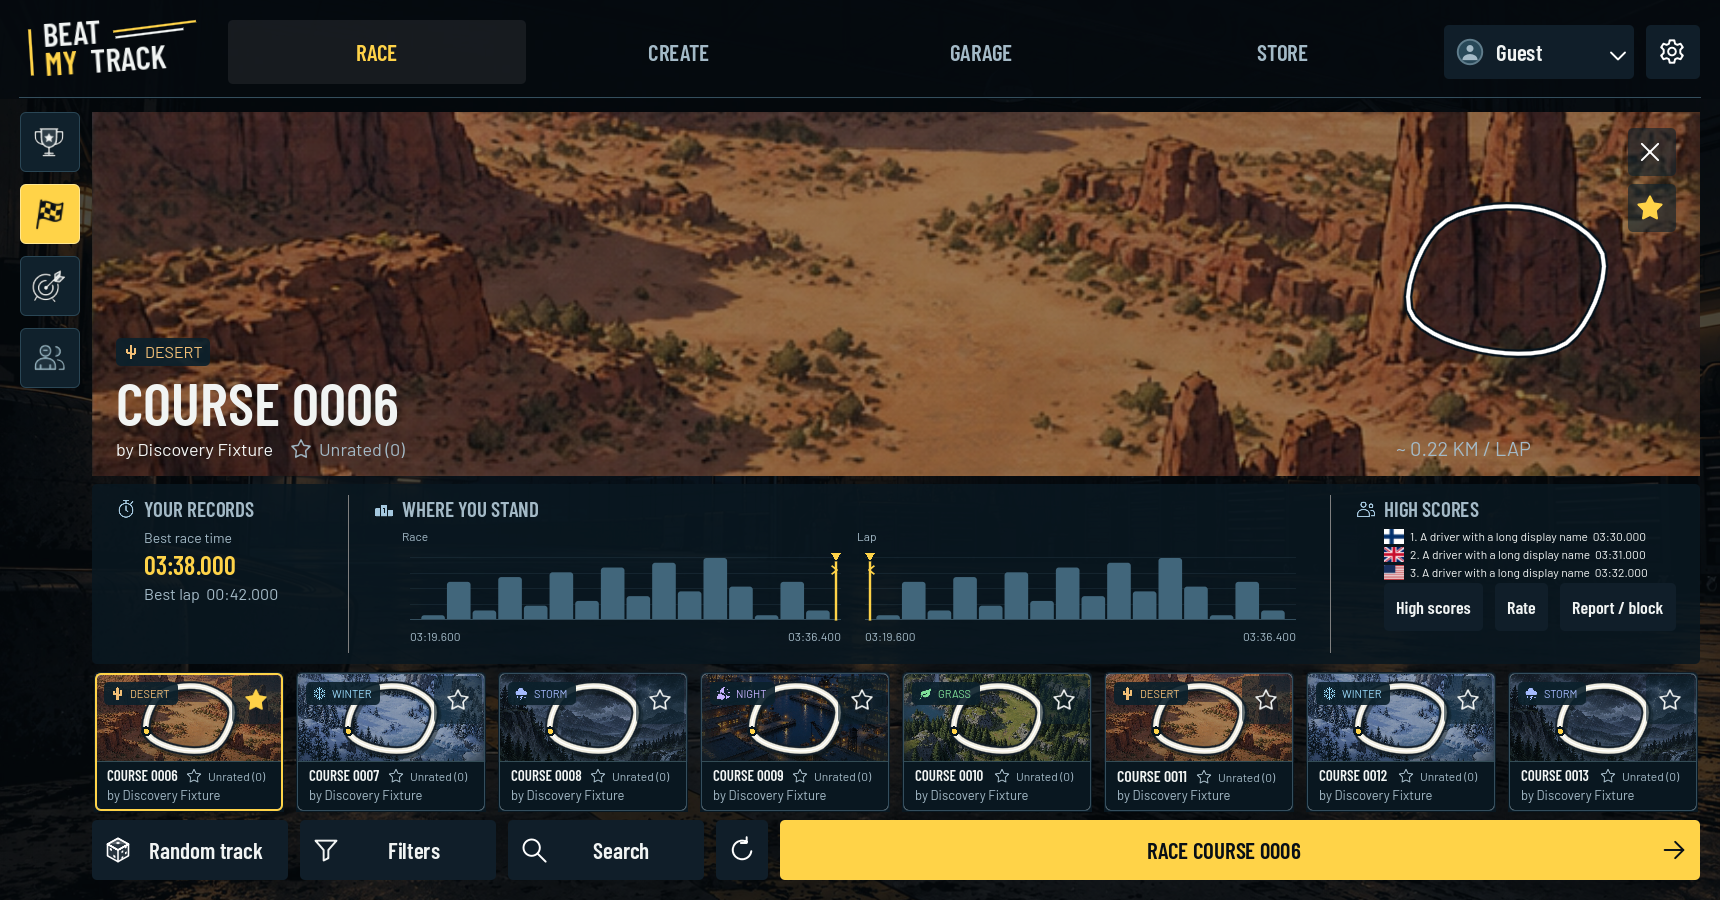 BEAT
MY TRACK
RACE
CREATE
GARAGE
STORE
Guest
DESERT
COURSE 0006
by Discovery Fixture
Unrated (0)
~ 0.22 KM / LAP
YOUR RECORDS
Best race time
03:38.000
Best lap 00:42.000
WHERE YOU STAND
Race
03:19.600
03:36.400
Lap
03:19.600
03:36.400
HIGH SCORES
1. A driver with a long display name 03:30.000
2. A driver with a long display name 03:31.000
3. A driver with a long display name 03:32.000
High scores
Rate
Report / block
DESERT
COURSE 0006
Unrated (0)
by Discovery Fixture
WINTER
COURSE 0007
Unrated (0)
by Discovery Fixture
STORM
COURSE 0008
Unrated (0)
by Discovery Fixture
NIGHT
COURSE 0009
Unrated (0)
by Discovery Fixture
GRASS
COURSE 0010
Unrated (0)
by Discovery Fixture
DESERT
COURSE 0011
Unrated (0)
by Discovery Fixture
WINTER
COURSE 0012
Unrated (0)
by Discovery Fixture
STORM
COURSE 0013
Unrated (0)
by Discovery Fixture
Random track
Filters
Search
RACE COURSE 0006